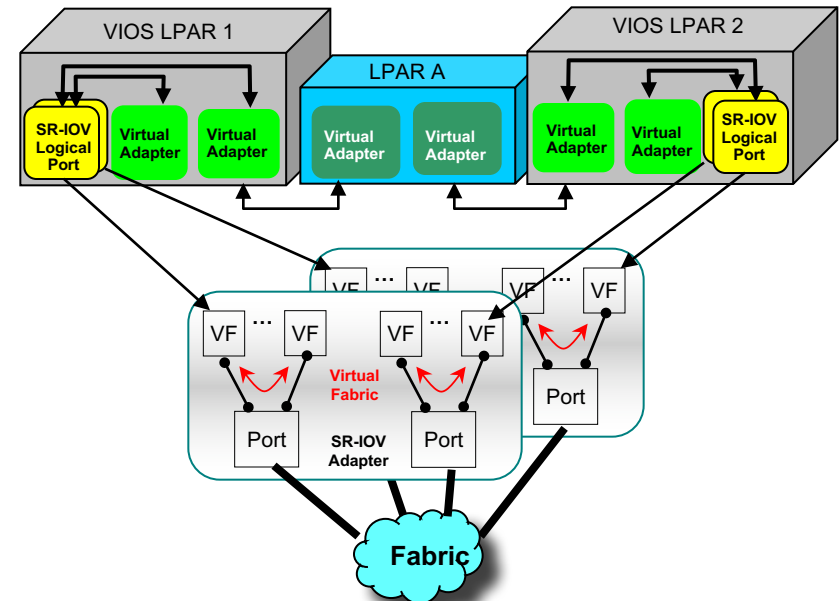 VIOS LPAR 1
LPAR A
VIOS LPAR 2
SR-IOV
Logical
Port
Virtual
Adapter
Virtual
Adapter
Virtual
Adapter
Virtual
Adapter
Virtual
Adapter
Virtual
Adapter
SR-IOV
Logical
Port
VF ... VF
VF ... VF
VF ... VF
VF ... VF
Virtual
Fabric
Port
Port
Port
SR-IOV
Adapter
Fabric